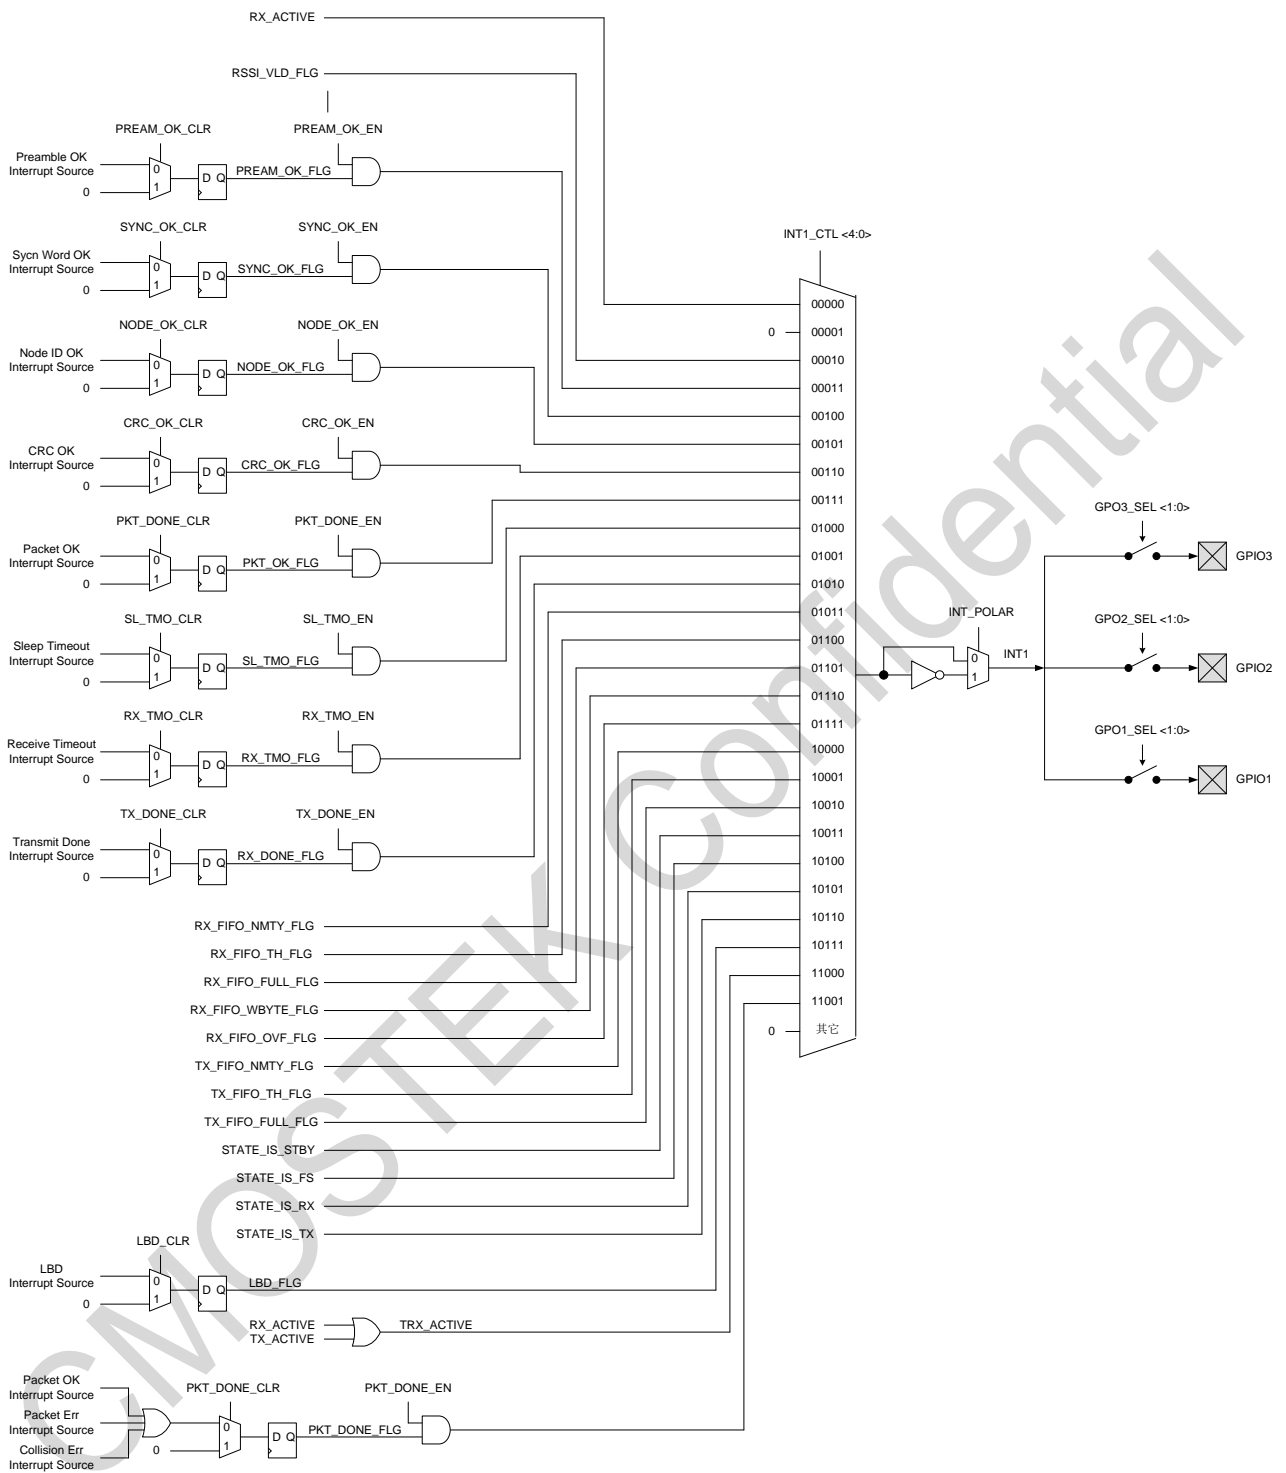 RX_ACTIVE
RSSI_VLD_FLG
PREAM_OK_CLR
PREAM_OK_EN
Preamble OK
Interrupt Source
0
0
1
D Q
PREAM_OK_FLG
SYNC_OK_CLR
SYNC_OK_EN
Sycn Word OK
Interrupt Source
0
0
1
D Q
SYNC_OK_FLG
NODE_OK_CLR
NODE_OK_EN
Node ID OK
Interrupt Source
0
0
1
D Q
NODE_OK_FLG
CRC_OK_CLR
CRC_OK_EN
CRC OK
Interrupt Source
0
0
1
D Q
CRC_OK_FLG
PKT_DONE_CLR
PKT_DONE_EN
Packet OK
Interrupt Source
0
0
1
D Q
PKT_OK_FLG
SL_TMO_CLR
SL_TMO_EN
Sleep Timeout
Interrupt Source
0
0
1
D Q
SL_TMO_FLG
RX_TMO_CLR
RX_TMO_EN
Receive Timeout
Interrupt Source
0
0
1
D Q
RX_TMO_FLG
TX_DONE_CLR
TX_DONE_EN
Transmit Done
Interrupt Source
0
0
1
D Q
RX_DONE_FLG
RX_FIFO_NMTY_FLG
RX_FIFO_TH_FLG
RX_FIFO_FULL_FLG
RX_FIFO_WBYTE_FLG
RX_FIFO_OVF_FLG
TX_FIFO_NMTY_FLG
TX_FIFO_TH_FLG
TX_FIFO_FULL_FLG
STATE_IS_STBY
STATE_IS_FS
STATE_IS_RX
STATE_IS_TX
LBD_CLR
LBD
Interrupt Source
0
0
1
D Q
LBD_FLG
RX_ACTIVE
TX_ACTIVE
TRX_ACTIVE
Packet OK
Interrupt Source
Packet Err
Interrupt Source
Collision Err
Interrupt Source
PKT_DONE_CLR
PKT_DONE_EN
0
0
1
D Q
PKT_DONE_FLG
INT1_CTL <4:0>
00000
0
00001
00010
00011
00100
00101
00110
00111
01000
01001
01010
01011
01100
01101
01110
01111
10000
10001
10010
10011
10100
10101
10110
10111
11000
11001
0
其它
INT_POLAR
0
1
INT1
GPO3_SEL <1:0>
GPIO3
GPO2_SEL <1:0>
GPIO2
GPO1_SEL <1:0>
GPIO1
CMOSTEK Confidential